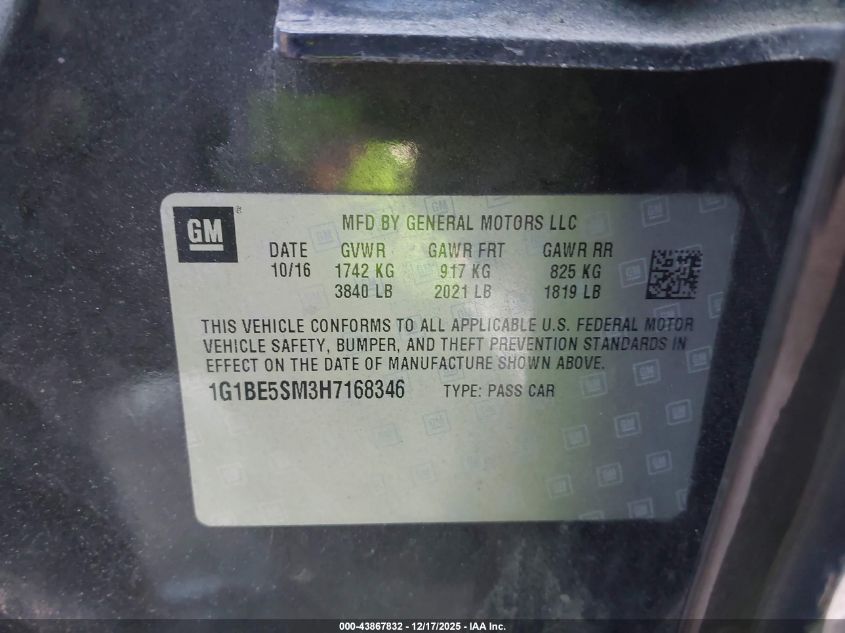 GM
MFD BY GENERAL MOTORS LLC
DATE GVWR GAWR FRT GAWR RR
10/16 1742 KG 917 KG 825 KG
3840 LB 2021 LB 1819 LB
THIS VEHICLE CONFORMS TO ALL APPLICABLE U.S. FEDERAL MOTOR
VEHICLE SAFETY, BUMPER, AND THEFT PREVENTION STANDARDS IN
EFFECT ON THE DATE OF MANUFACTURE SHOWN ABOVE.
1G1BE5SM3H7168346 TYPE: PASS CAR
000-43867832 - 12/17/2025 - IAA Inc.